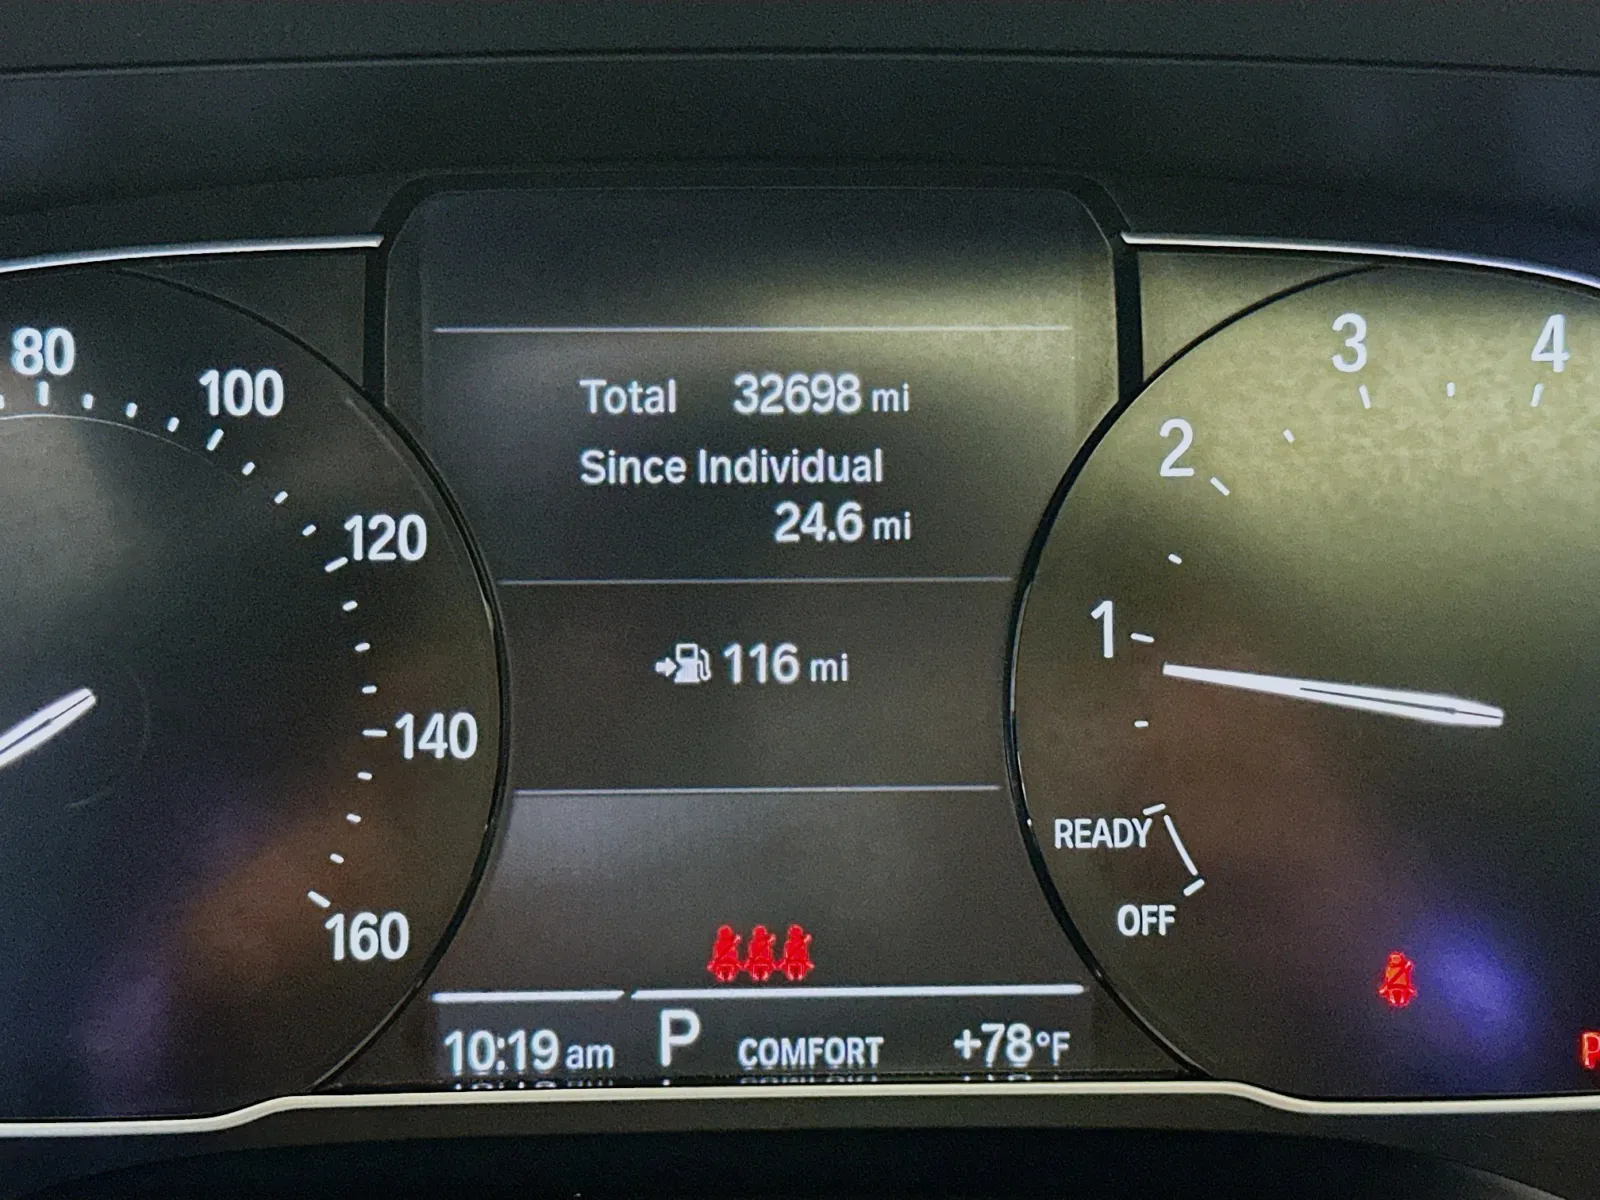 80
100
120
140
160
Total 32698 mi
Since Individual
24.6 mi
116 mi
10:19 am P COMFORT +78°F
4
3
2
1
READY
OFF
P